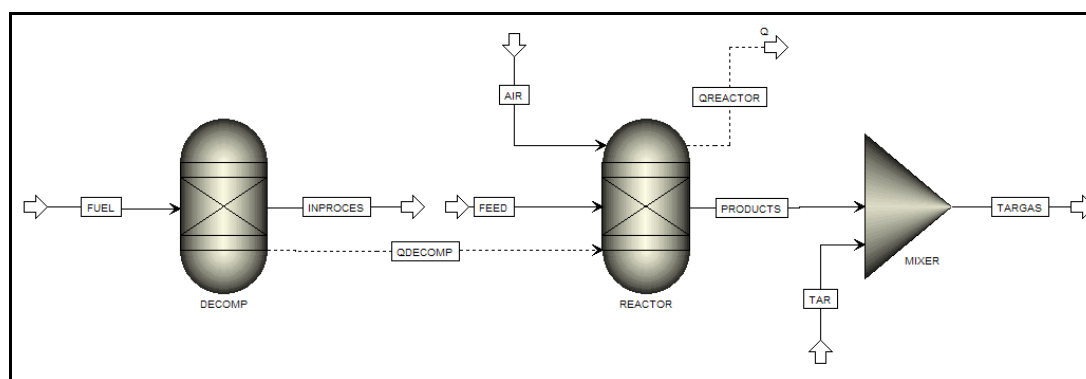 Q
AIR
QREACTOR
FUEL
INPROCES
FEED
PRODUCTS
TARGAS
QDECOMP
MIXER
DECOMP
REACTOR
TAR